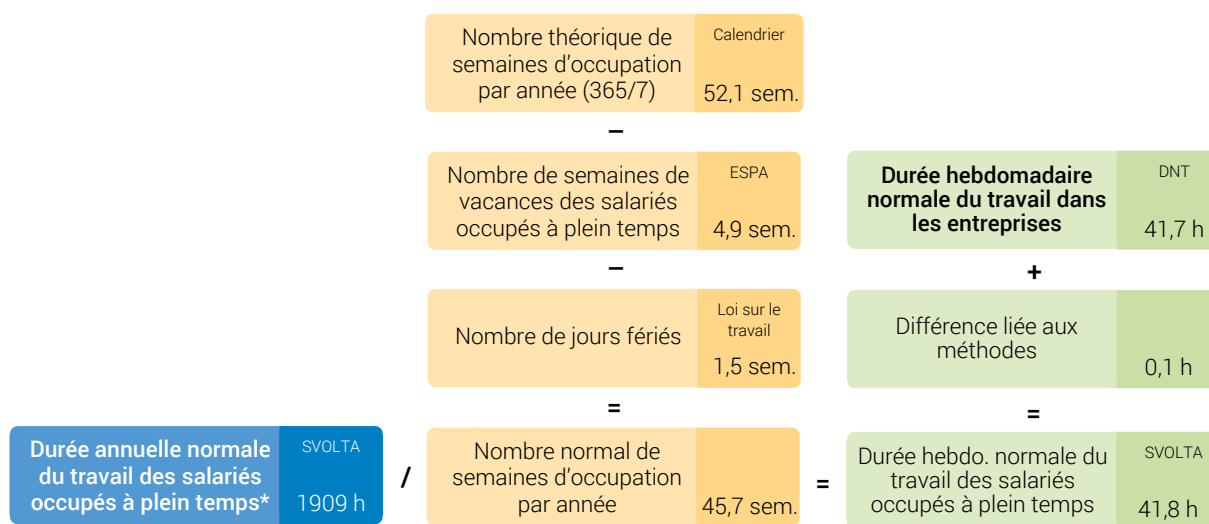 Nombre théorique de
semaines d'occupation
par année (365/7)
Calendrier
52,1 sem.
–
Nombre de semaines de
vacances des salariés
occupés à plein temps
ESPA
4,9 sem.
Durée hebdomadaire
normale du travail dans
les entreprises
DNT
41,7 h
–
+
Nombre de jours fériés
Loi sur le
travail
1,5 sem.
Différence liée aux
méthodes
0,1 h
=
=
Durée annuelle normale
du travail des salariés
occupés à plein temps*
SVOLTA
1909 h
/
Nombre normal de
semaines d'occupation
par année
45,7 sem.
=
Durée hebdo. normale du
travail des salariés
occupés à plein temps
SVOLTA
41,8 h